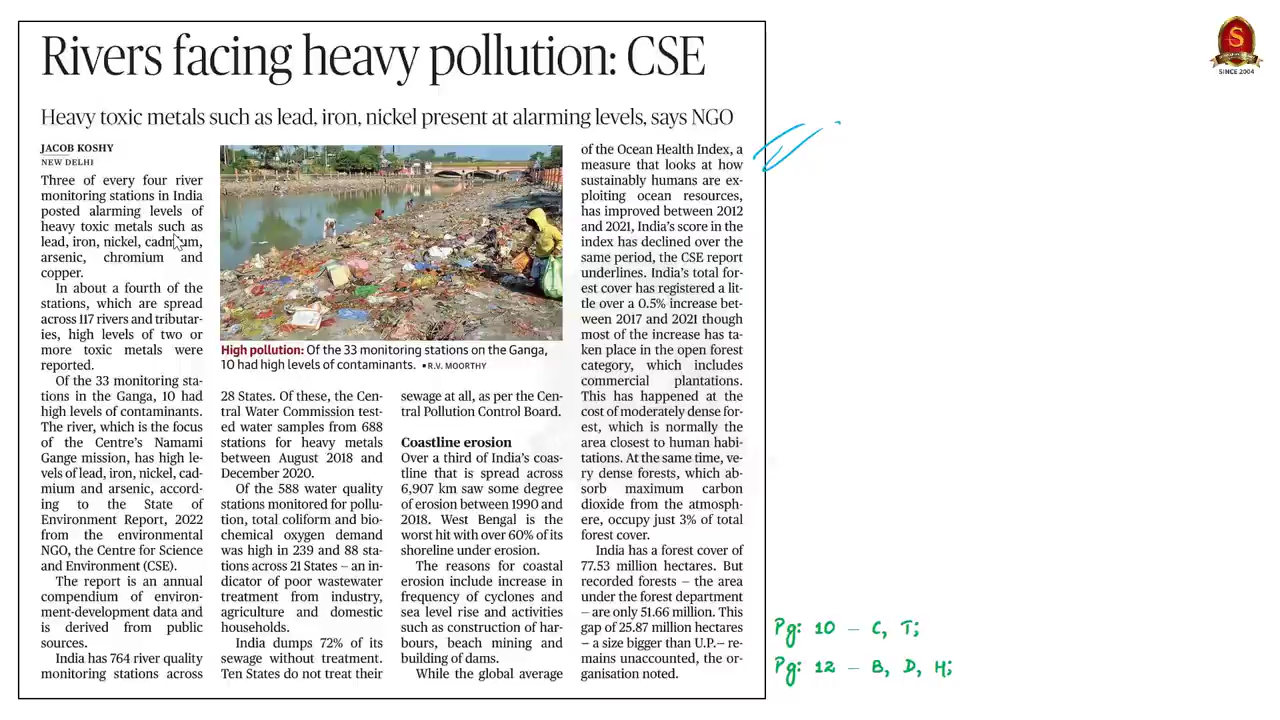 Rivers facing heavy pollution: CSE
Heavy toxic metals such as lead, iron, nickel present at alarming levels, says NGO
JACOB KOSHY
NEW DELHI
Three of every four river
monitoring stations in India
posted alarming levels of
heavy toxic metals such as
lead, iron, nickel, cadmium,
arsenic, chromium and
copper.
In about a fourth of the
stations, which are spread
across 117 rivers and tributar-
ies, high levels of two or
more toxic metals were
reported.
Of the 33 monitoring sta-
tions in the Ganga, 10 had
high levels of contaminants.
The river, which is the focus
of the Centre's Namami
Gange mission, has high le-
vels of lead, iron, nickel, cad-
mium and arsenic, accord-
ing to the State of
Environment Report, 2022
from the environmental
NGO, the Centre for Science
and Environment (CSE).
The report is an annual
compendium of environ-
ment-development data and
is derived from public
sources.
India has 764 river quality
monitoring stations across
High pollution: Of the 33 monitoring stations on the Ganga,
10 had high levels of contaminants. ▪R.V. MOORTHY
28 States. Of these, the Cen-
tral Water Commission test-
ed water samples from 688
stations for heavy metals
between August 2018 and
December 2020.
Of the 588 water quality
stations monitored for pollu-
tion, total coliform and bio-
chemical oxygen demand
was high in 239 and 88 sta-
tions across 21 States – an in-
dicator of poor wastewater
treatment from industry,
agriculture and domestic
households.
India dumps 72% of its
sewage without treatment.
Ten States do not treat their
sewage at all, as per the Cen-
tral Pollution Control Board.
Coastline erosion
Over a third of India's coas-
tline that is spread across
6,907 km saw some degree
of erosion between 1990 and
2018. West Bengal is the
worst hit with over 60% of its
shoreline under erosion.
The reasons for coastal
erosion include increase in
frequency of cyclones and
sea level rise and activities
such as construction of har-
bours, beach mining and
building of dams.
While the global average
of the Ocean Health Index, a
measure that looks at how
sustainably humans are ex-
ploiting ocean resources,
has improved between 2012
and 2021, India's score in the
index has declined over the
same period, the CSE report
underlines. India's total for-
est cover has registered a lit-
tle over a 0.5% increase bet-
ween 2017 and 2021 though
most of the increase has ta-
ken place in the open forest
category, which includes
commercial plantations.
This has happened at the
cost of moderately dense for-
est, which is normally the
area closest to human habi-
tations. At the same time, ve-
ry dense forests, which ab-
sorb maximum carbon
dioxide from the atmosph-
ere, occupy just 3% of total
forest cover.
India has a forest cover of
77.53 million hectares. But
recorded forests – the area
under the forest department
– are only 51.66 million. This
gap of 25.87 million hectares
– a size bigger than U.P.– re-
mains unaccounted, the or-
ganisation noted.
Pg: 10 – C, T;
Pg: 12 – B, D, H;
S
SINCE 2004